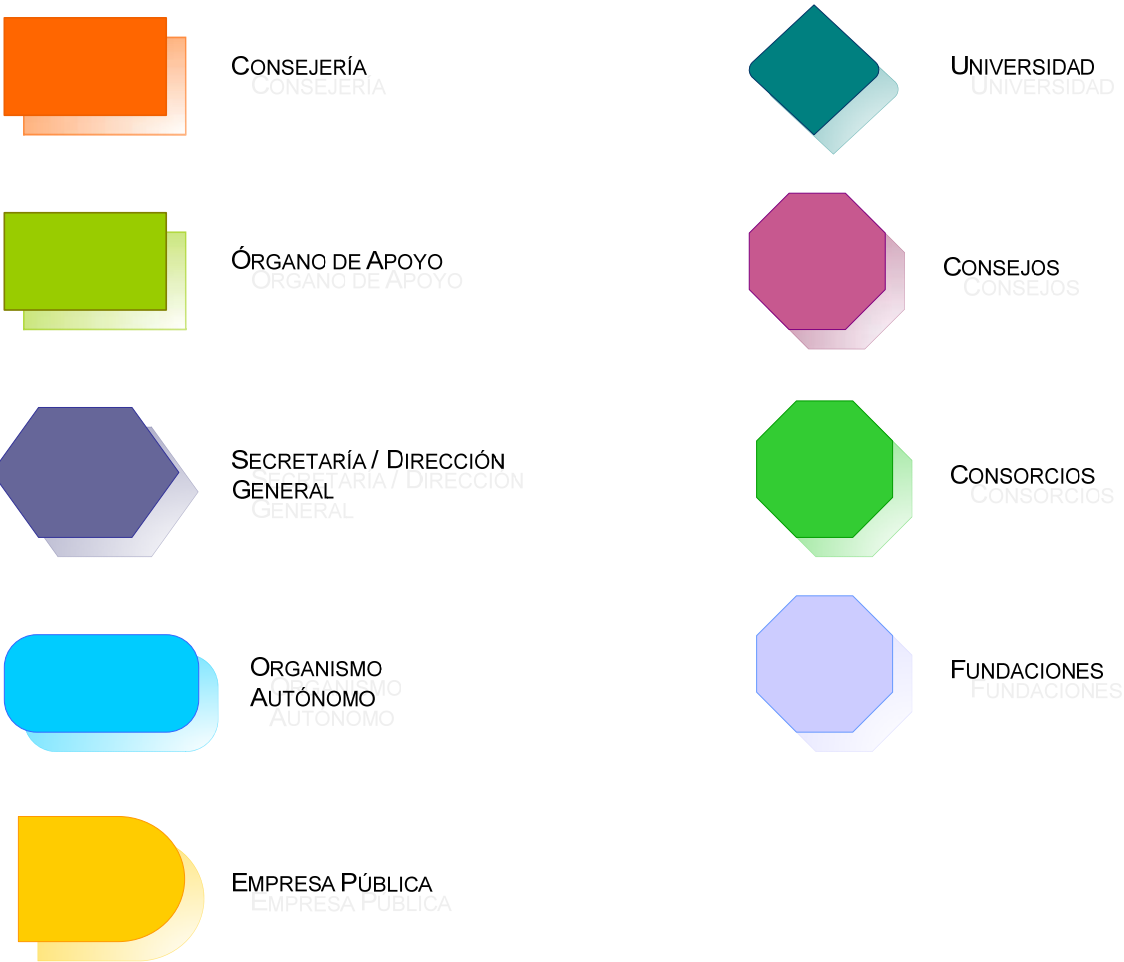 CONSEJERÍA
ÓRGANO DE APOYO
SECRETARÍA / DIRECCIÓN
GENERAL
ORGANISMO
AUTÓNOMO
EMPRESA PÚBLICA
UNIVERSIDAD
CONSEJOS
CONSORCIOS
FUNDACIONES